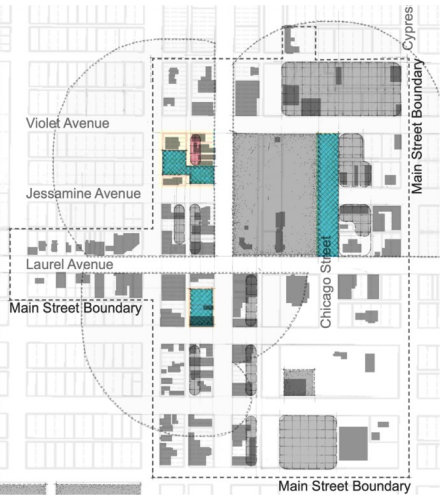 Cypres
Main Street Boundary
Violet Avenue
Jessamine Avenue
Laurel Avenue
Chicago Street
Main Street Boundary
Main Street Boundary